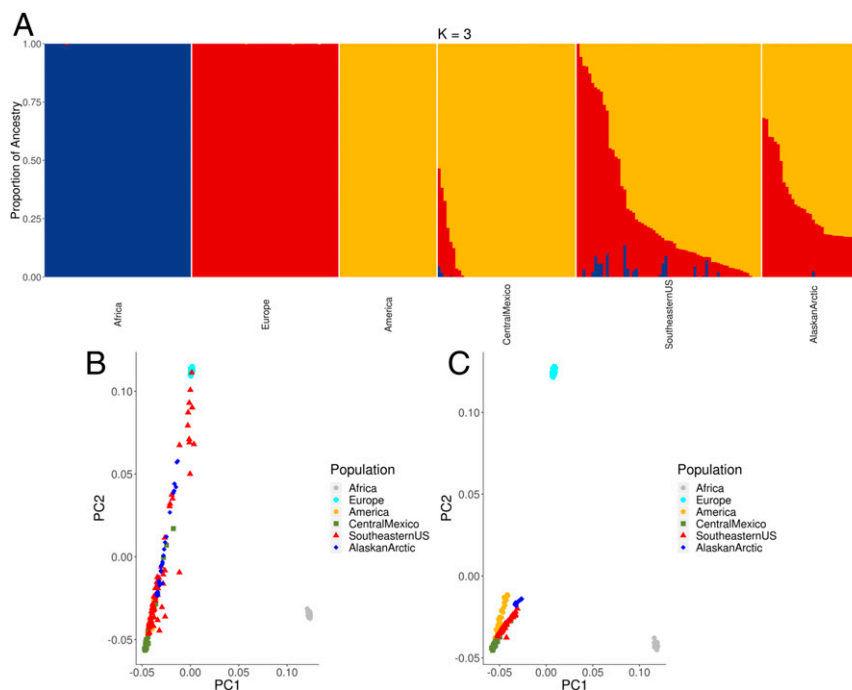 A
K = 3
Proportion of Ancestry
1.00
0.75
0.50
0.25
0.00
Africa
Europe
America
CentralMexico
SoutheasternUS
AlaskanArctic
B
PC2
0.10
0.05
0.00
-0.05
-0.05
0.00
0.05
0.10
PC1
Population
Africa
Europe
America
CentralMexico
SoutheasternUS
AlaskanArctic
C
PC2
0.10
0.05
0.00
-0.05
-0.05
0.00
0.05
0.10
PC1
Population
Africa
Europe
America
CentralMexico
SoutheasternUS
AlaskanArctic